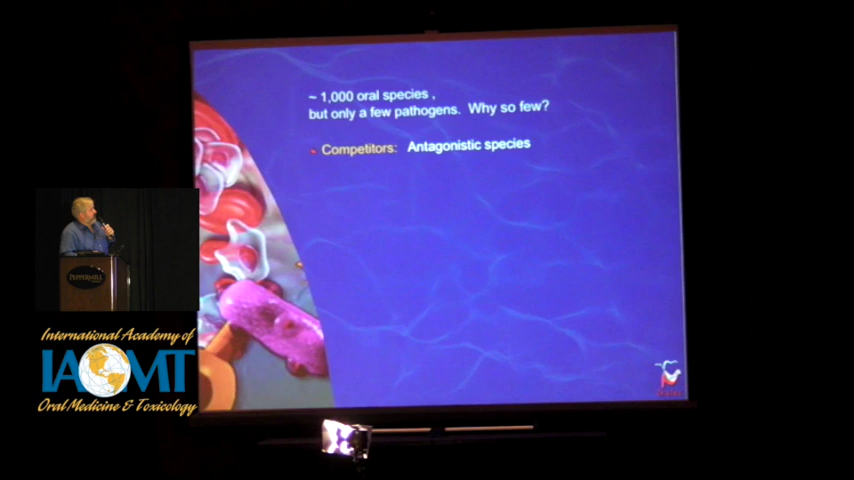 ~ 1,000 oral species ,
but only a few pathogens. Why so few?
Competitors: Antagonistic species
PEPPERMILL
International Academy of
IAOMT
Oral Medicine & Toxicology